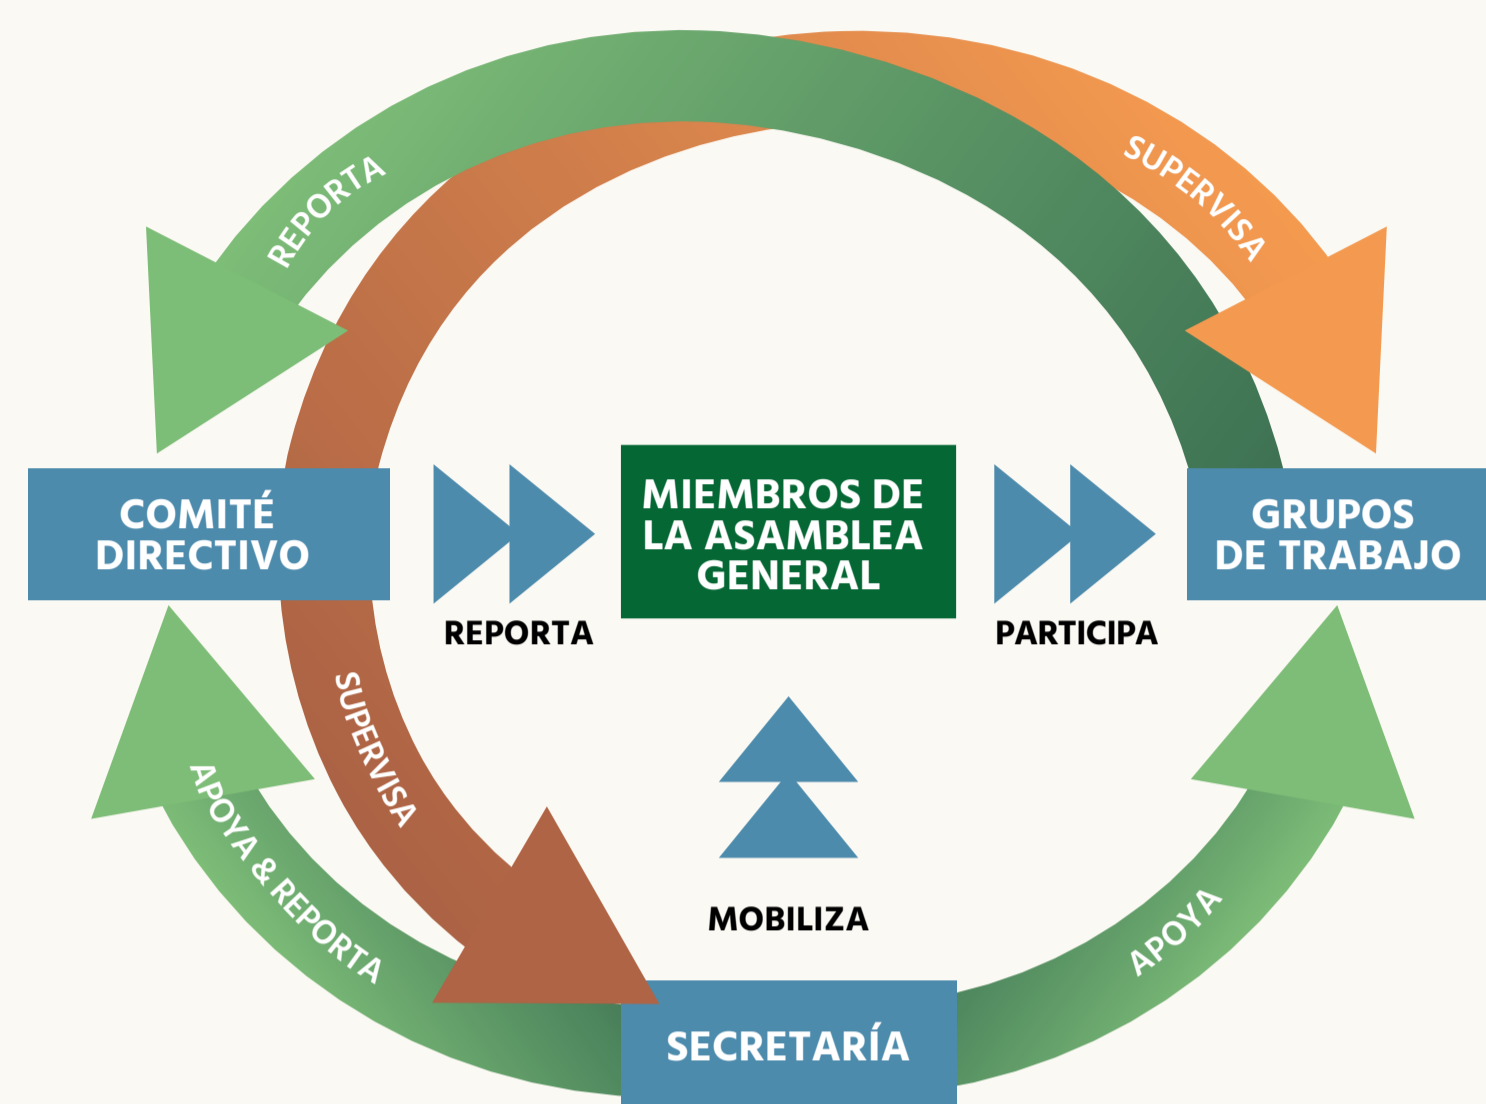 REPORTA
SUPERVISA
COMITÉ
DIRECTIVO
MIEMBROS DE
LA ASAMBLEA
GENERAL
GRUPOS
DE TRABAJO
REPORTA
PARTICIPA
SUPERVISA
APOYA & REPORTA
MOBILIZA
APOYA
SECRETARÍA